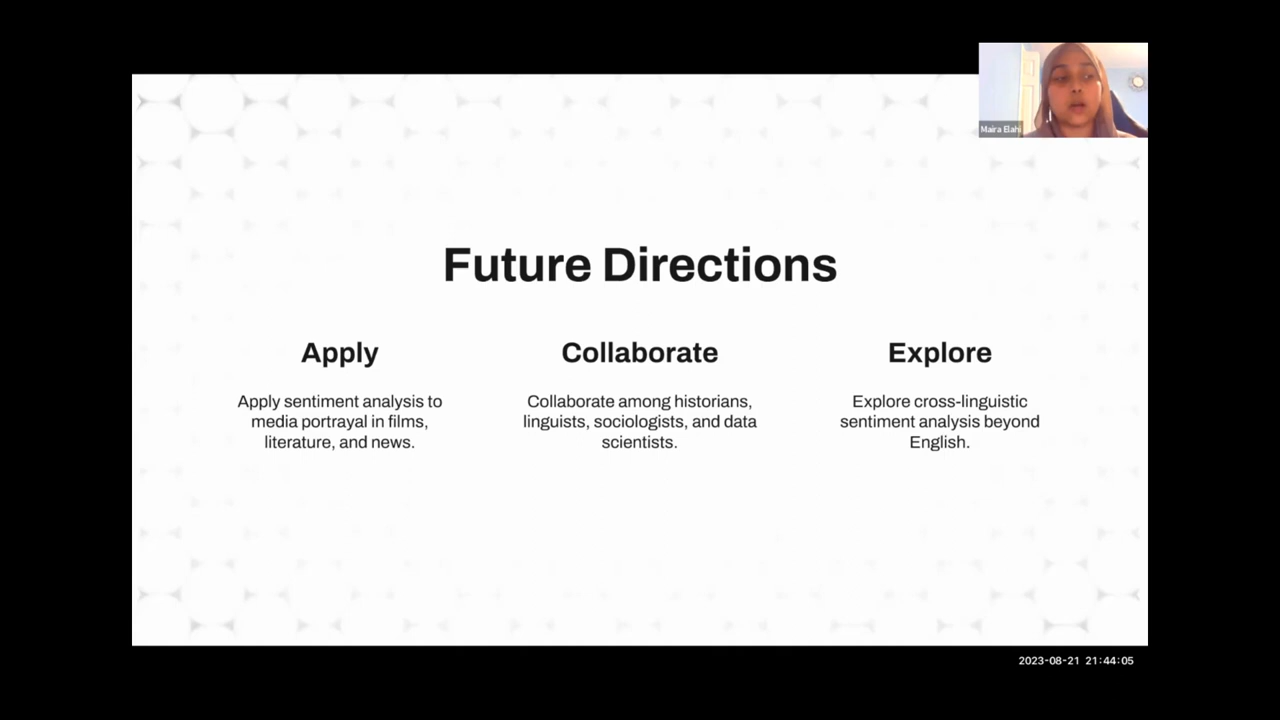 Maira Elahi
Future Directions
Apply
Apply sentiment analysis to
media portrayal in films,
literature, and news.
Collaborate
Collaborate among historians,
linguists, sociologists, and data
scientists.
Explore
Explore cross-linguistic
sentiment analysis beyond
English.
2023-08-21 21:44:05